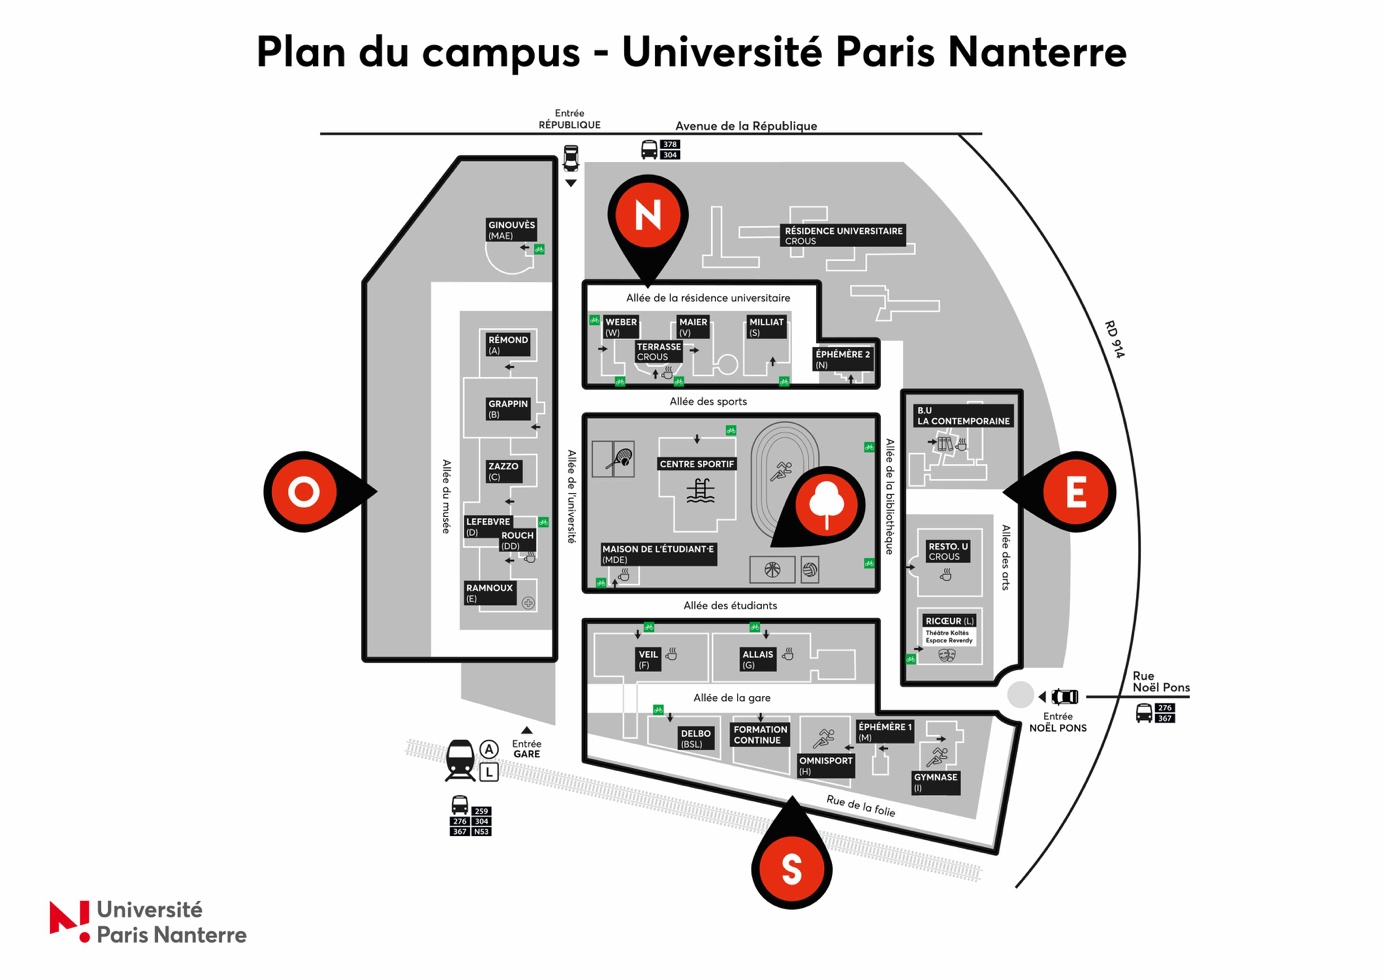 Plan du campus - Université Paris Nanterre
Entrée
RÉPUBLIQUE
Avenue de la République
378
304
N
GINOUVÈS
(MAE)
RÉSIDENCE UNIVERSITAIRE
CROUS
Allée de la résidence universitaire
WEBER
(W)
MAIER
(V)
MILLIAT
(S)
TERRASSE
CROUS
ÉPHÉMÈRE 2
(N)
RD 914
RÉMOND
(A)
GRAPPIN
(B)
ZAZZO
(C)
LEFEBVRE
(D)
ROUCH
(DD)
RAMNOUX
(E)
Allée du musée
Allée de l'université
O
Allée des sports
CENTRE SPORTIF
MAISON DE L'ÉTUDIANT·E
(MDE)
Allée de la bibliothèque
B.U
LA CONTEMPORAINE
E
RESTO. U
CROUS
Allée des arts
RICŒUR (L)
Théâtre Koltès
Espace Reverdy
Allée des étudiants
VEIL
(F)
ALLAIS
(G)
Allée de la gare
DELBO
(BSL)
FORMATION
CONTINUE
OMNISPORT
(H)
ÉPHÉMÈRE 1
(M)
GYMNASE
(I)
Rue de la folie
S
Rue
Noël Pons
276
367
Entrée
NOËL PONS
Entrée
GARE
A
L
259
276 304
367 N53
Université
Paris Nanterre